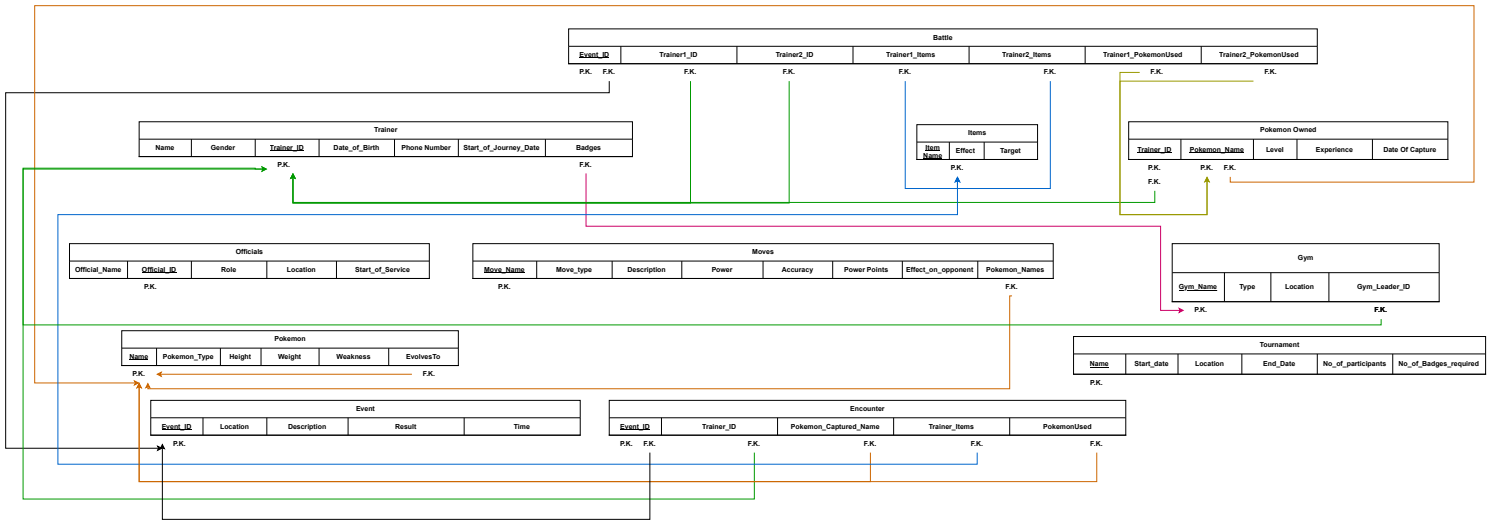 Battle
Event_ID Trainer1_ID Trainer2_ID Trainer1_Items Trainer2_Items Trainer1_PokemonUsed Trainer2_PokemonUsed
P.K. F.K. F.K. F.K. F.K. F.K. F.K. F.K.
Trainer
Name Gender Trainer_ID Date_of_Birth Phone Number Start_of_Journey_Date Badges
P.K. F.K.
Items
Item Name Effect Target
P.K.
Pokemon Owned
Trainer_ID Pokemon_Name Level Experience Date Of Capture
P.K. P.K. F.K.
F.K.
Officials
Official_Name Official_ID Role Location Start_of_Service
P.K.
Moves
Move_Name Move_type Description Power Accuracy Power Points Effect_on_opponent Pokemon_Names
P.K. F.K.
Gym
Gym_Name Type Location Gym_Leader_ID
P.K. F.K.
Pokemon
Name Pokemon_Type Height Weight Weakness EvolvesTo
P.K. F.K.
Tournament
Name Start_date Location End_Date No_of_participants No_of_Badges_required
P.K.
Event
Event_ID Location Description Result Time
P.K.
Encounter
Event_ID Trainer_ID Pokemon_Captured_Name Trainer_Items PokemonUsed
P.K. F.K. F.K. F.K. F.K. F.K.